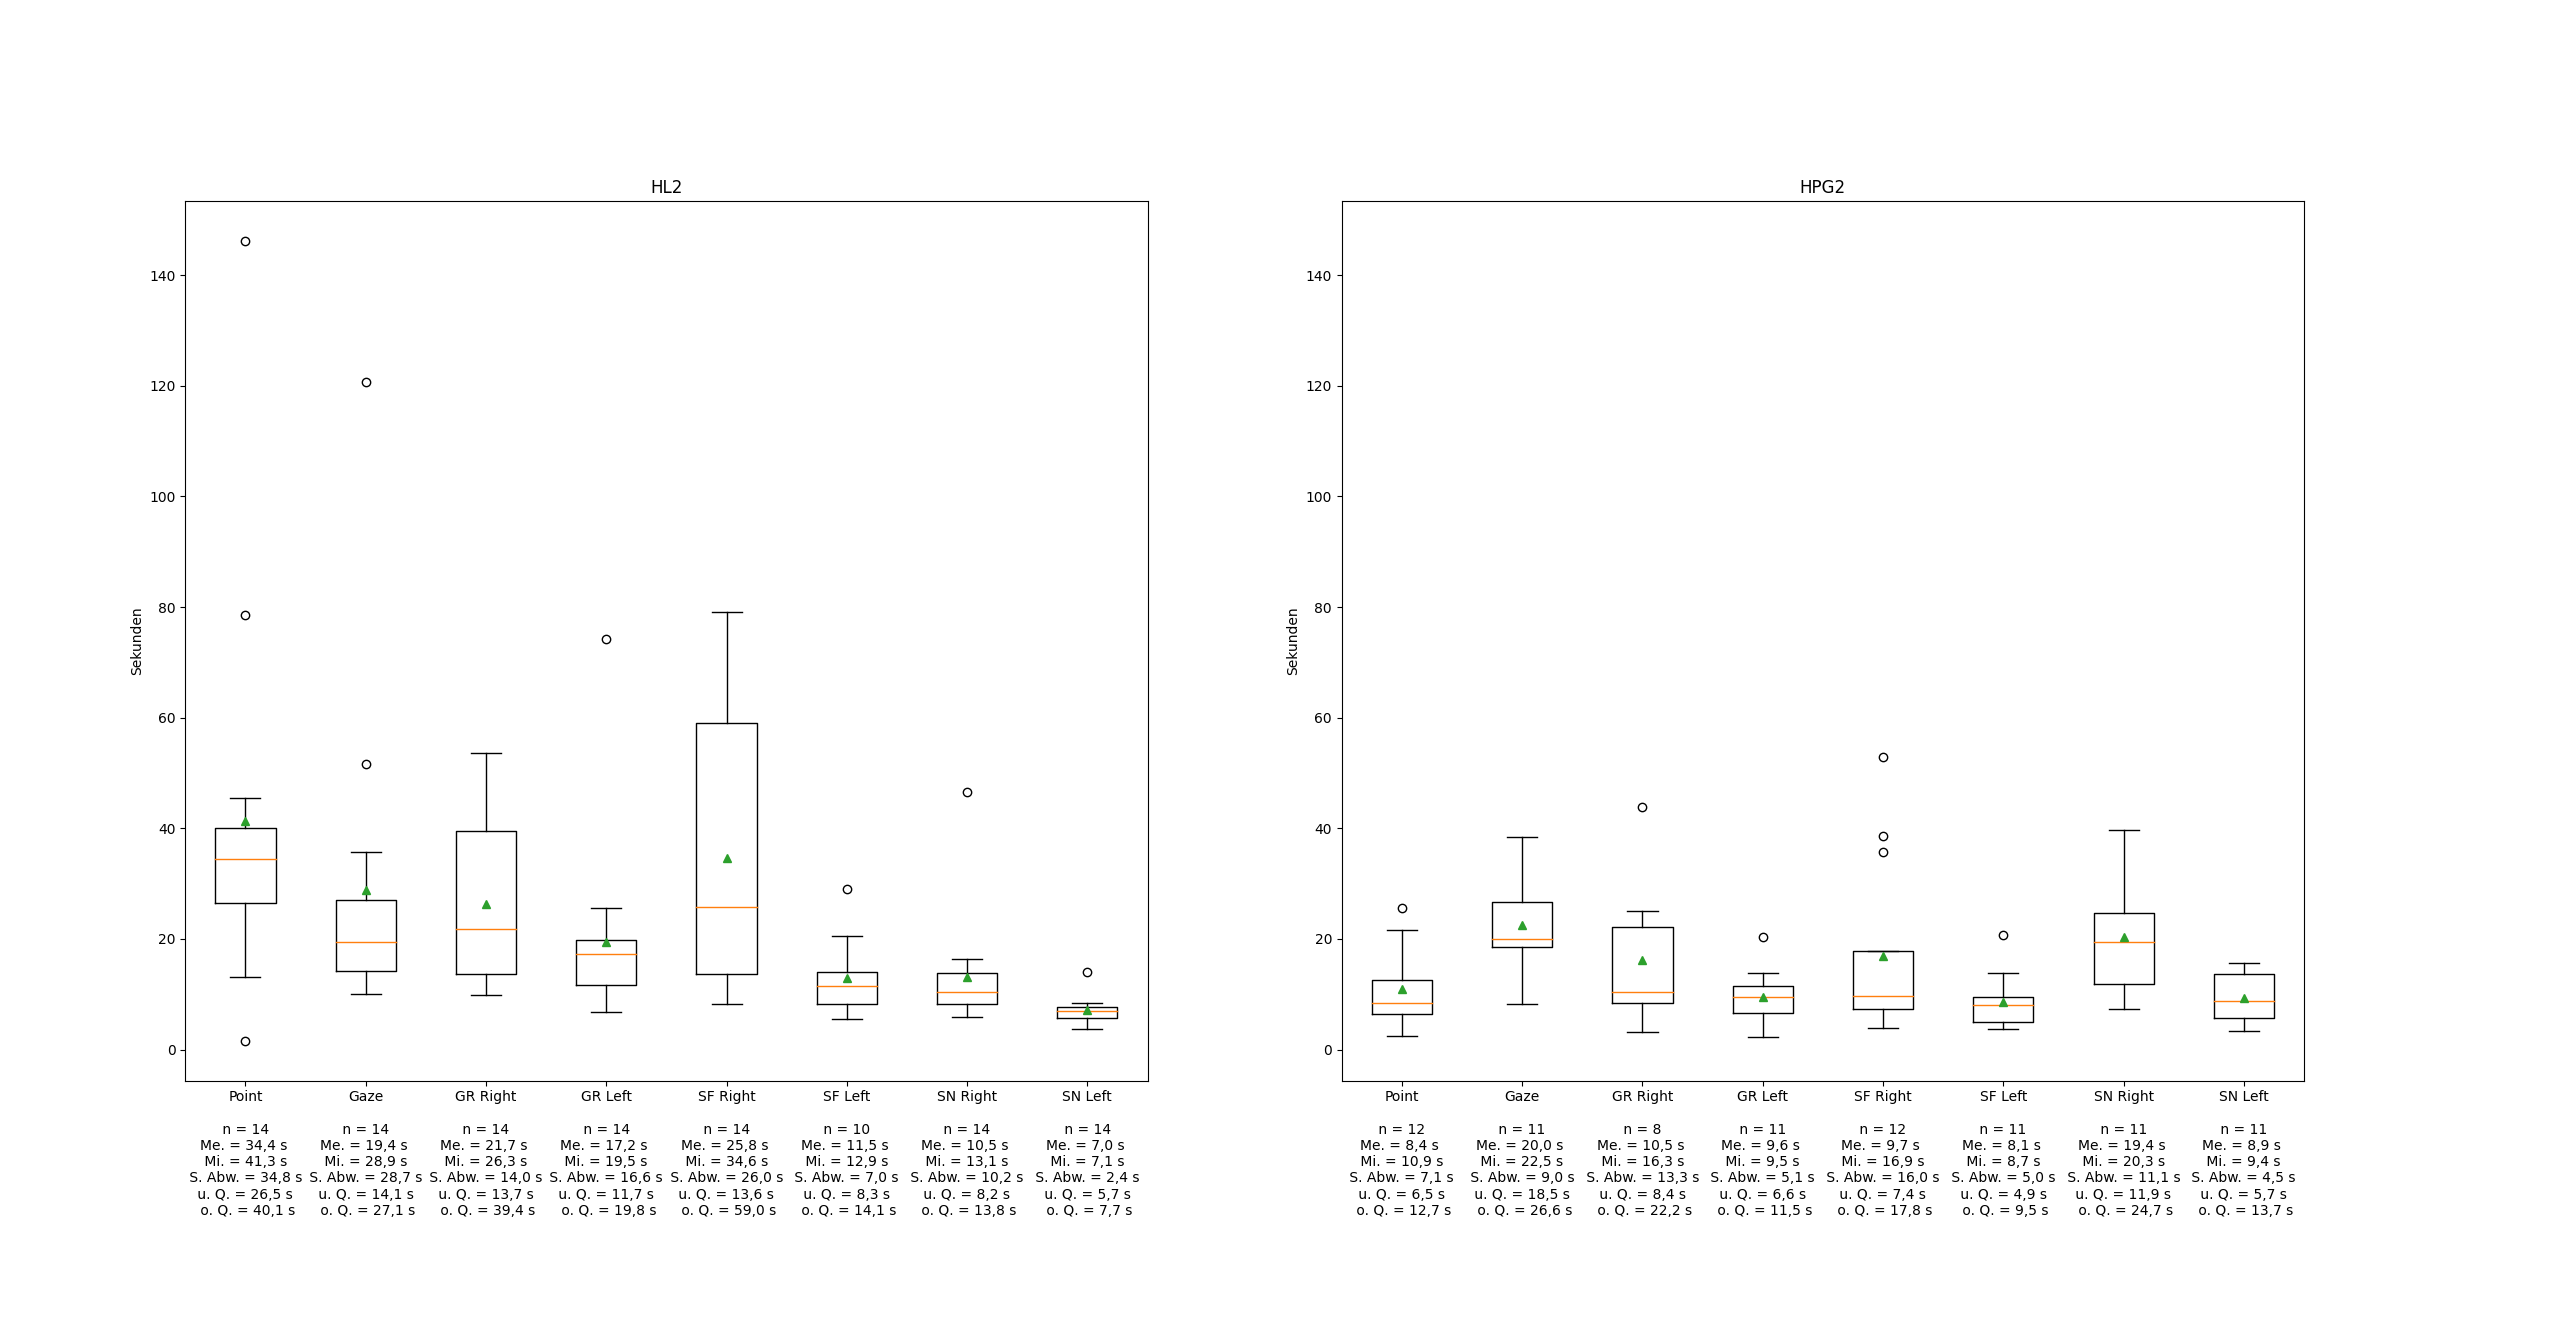 HL2
140
120
100
80
60
40
20
0
Sekunden
Point Gaze GR Right GR Left SF Right SF Left SN Right SN Left
n = 14 n = 14 n = 14 n = 14 n = 14 n = 10 n = 14 n = 14
Me. = 34,4 s Me. = 19,4 s Me. = 21,7 s Me. = 17,2 s Me. = 25,8 s Me. = 11,5 s Me. = 10,5 s Me. = 7,0 s
Mi. = 41,3 s Mi. = 28,9 s Mi. = 26,3 s Mi. = 19,5 s Mi. = 34,6 s Mi. = 12,9 s Mi. = 13,1 s Mi. = 7,1 s
S. Abw. = 34,8 s S. Abw. = 28,7 s S. Abw. = 14,0 s S. Abw. = 16,6 s S. Abw. = 26,0 s S. Abw. = 7,0 s S. Abw. = 10,2 s S. Abw. = 2,4 s
u. Q. = 26,5 s u. Q. = 14,1 s u. Q. = 13,7 s u. Q. = 11,7 s u. Q. = 13,6 s u. Q. = 8,3 s u. Q. = 8,2 s u. Q. = 5,7 s
o. Q. = 40,1 s o. Q. = 27,1 s o. Q. = 39,4 s o. Q. = 19,8 s o. Q. = 59,0 s o. Q. = 14,1 s o. Q. = 13,8 s o. Q. = 7,7 s
HPG2
140
120
100
80
60
40
20
0
Sekunden
Point Gaze GR Right GR Left SF Right SF Left SN Right SN Left
n = 12 n = 11 n = 8 n = 11 n = 12 n = 11 n = 11 n = 11
Me. = 8,4 s Me. = 20,0 s Me. = 10,5 s Me. = 9,6 s Me. = 9,7 s Me. = 8,1 s Me. = 19,4 s Me. = 8,9 s
Mi. = 10,9 s Mi. = 22,5 s Mi. = 16,3 s Mi. = 9,5 s Mi. = 16,9 s Mi. = 8,7 s Mi. = 20,3 s Mi. = 9,4 s
S. Abw. = 7,1 s S. Abw. = 9,0 s S. Abw. = 13,3 s S. Abw. = 5,1 s S. Abw. = 16,0 s S. Abw. = 5,0 s S. Abw. = 11,1 s S. Abw. = 4,5 s
u. Q. = 6,5 s u. Q. = 18,5 s u. Q. = 8,4 s u. Q. = 6,6 s u. Q. = 7,4 s u. Q. = 4,9 s u. Q. = 11,9 s u. Q. = 5,7 s
o. Q. = 12,7 s o. Q. = 26,6 s o. Q. = 22,2 s o. Q. = 11,5 s o. Q. = 17,8 s o. Q. = 9,5 s o. Q. = 24,7 s o. Q. = 13,7 s